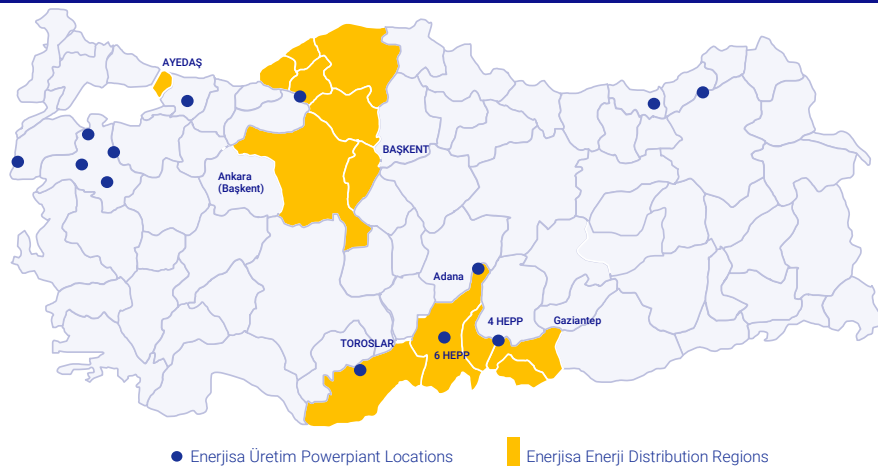 AYEDAŞ
BAŞKENT
Ankara
(Başkent)
Adana
4 HEPP
Gaziantep
TOROSLAR
6 HEPP
Enerjisa Üretim Powerpiant Locations
Enerjisa Enerji Distribution Regions